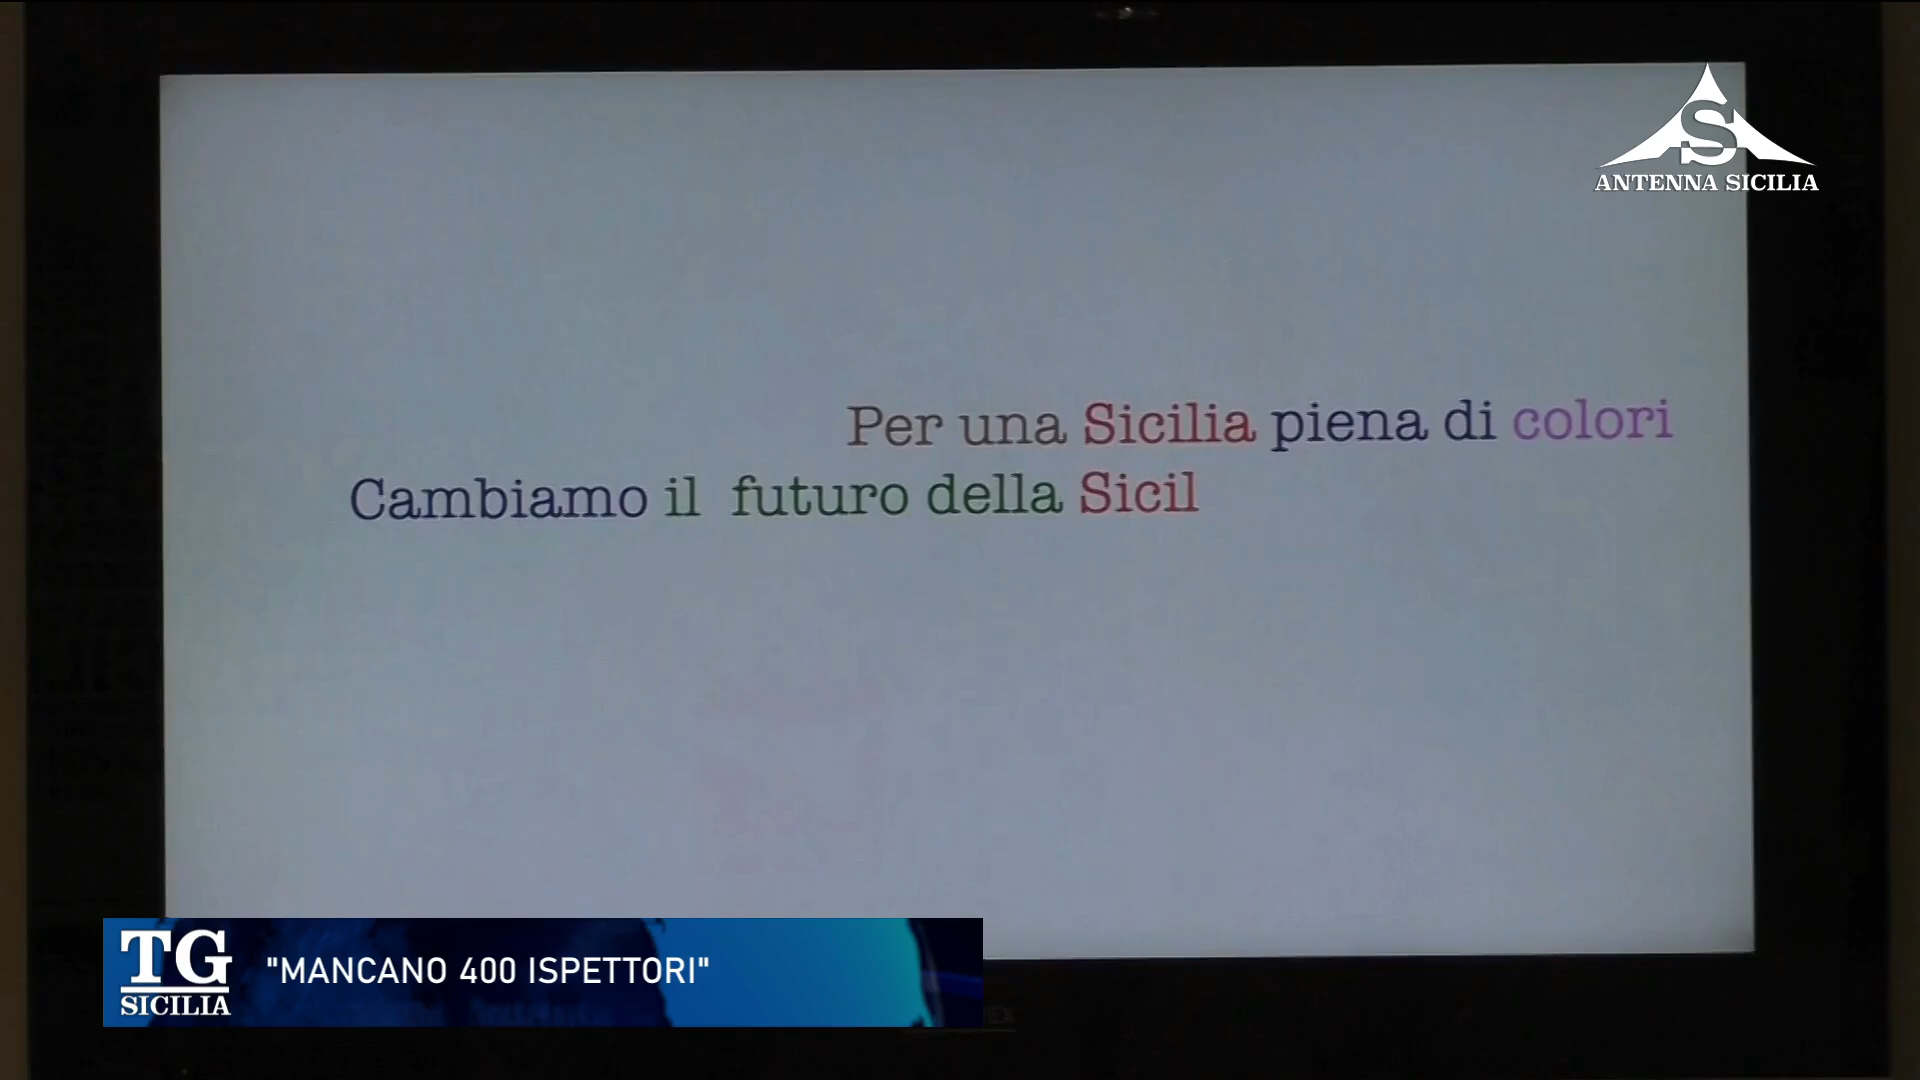 ANTENNA SICILIA
Per una Sicilia piena di colori
Cambiamo il futuro della Sicil
TG
SICILIA
"MANCANO 400 ISPETTORI"